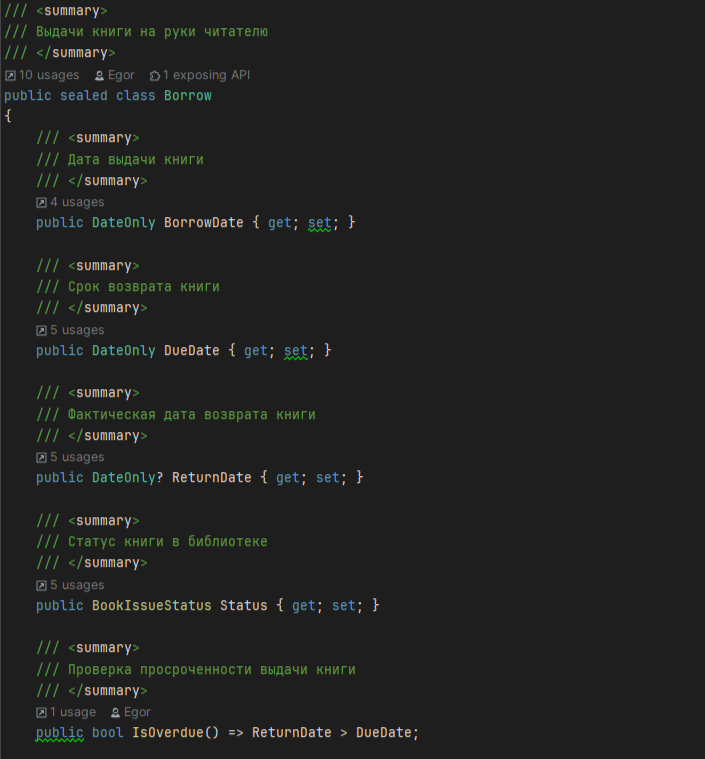 /// <summary>
/// Выдачи книги на руки читателю
/// </summary>
10 usages Egor 1 exposing API
public sealed class Borrow
{
/// <summary>
/// Дата выдачи книги
/// </summary>
4 usages
public DateOnly BorrowDate { get; set; }
/// <summary>
/// Срок возврата книги
/// </summary>
5 usages
public DateOnly DueDate { get; set; }
/// <summary>
/// Фактическая дата возврата книги
/// </summary>
5 usages
public DateOnly? ReturnDate { get; set; }
/// <summary>
/// Статус книги в библиотеке
/// </summary>
5 usages
public BookIssueStatus Status { get; set; }
/// <summary>
/// Проверка просроченности выдачи книги
/// </summary>
1 usage Egor
public bool IsOverdue() => ReturnDate > DueDate;